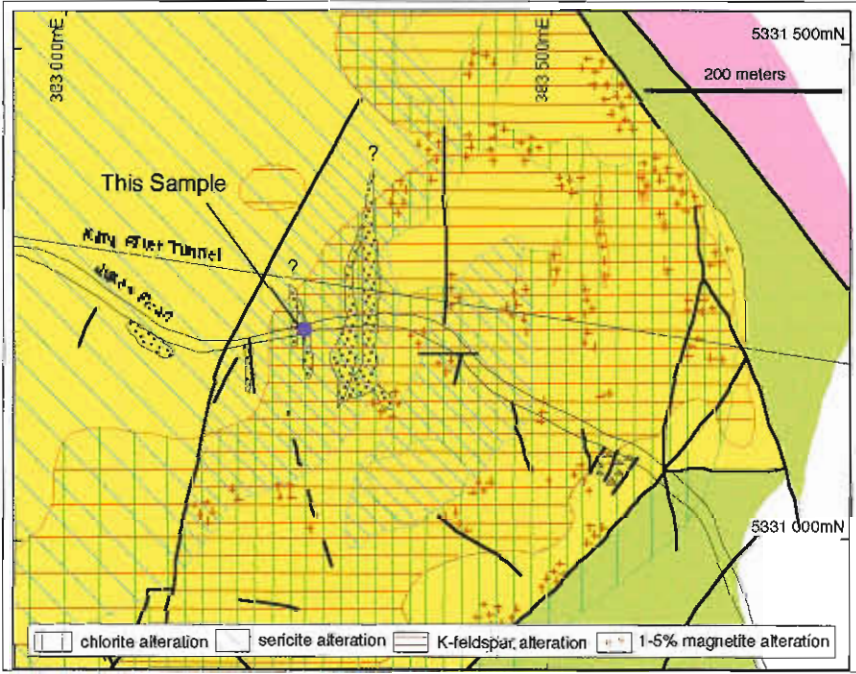 383 000mE
383 500mE
5331 500mN
200 meters
?
This Sample
Tunnel
?
Road
5331 000mN
chlorite alteration
sericite alteration
K-feldspar alteration
1-5% magnetite alteration